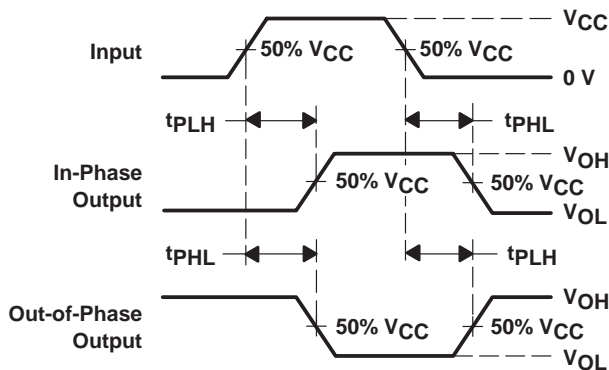 VCC
Input
50% VCC
50% VCC
0 V
tPLH
tPHL
In-Phase
Output
VOH
50% VCC
50% VCC
VOL
tPHL
tPLH
Out-of-Phase
Output
VOH
50% VCC
50% VCC
VOL